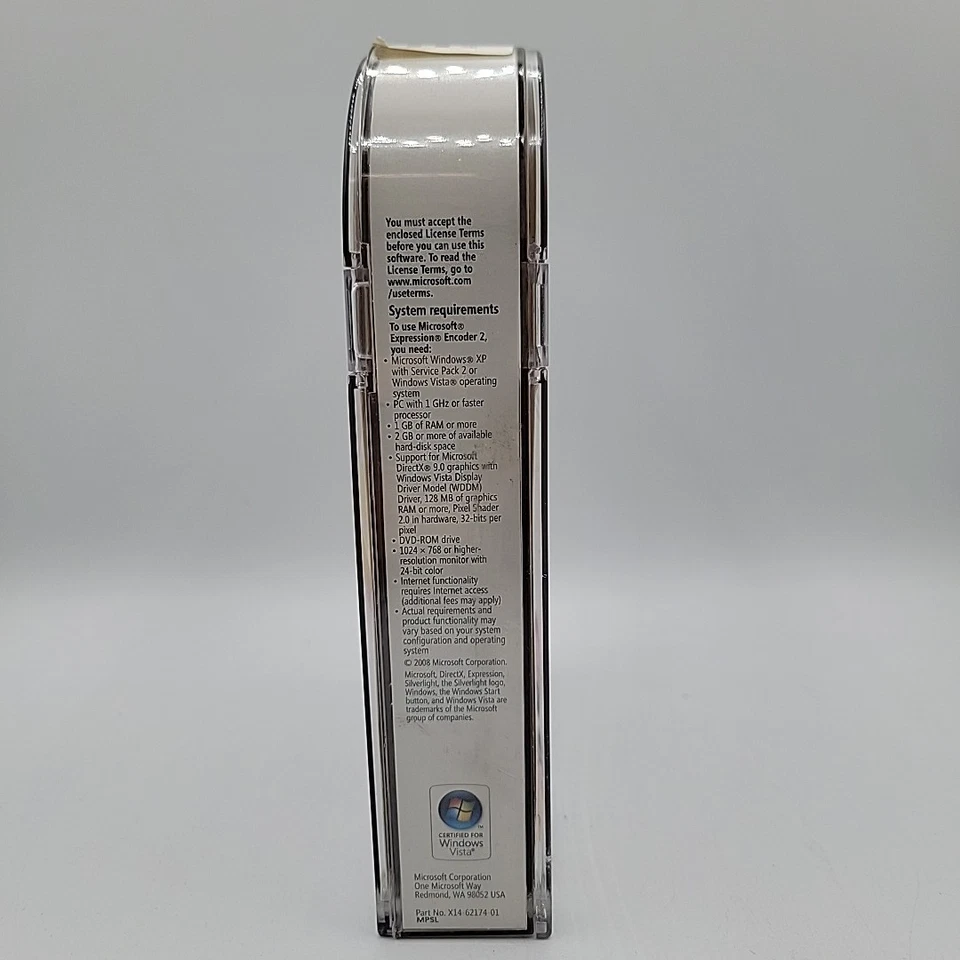 You must accept the
enclosed License Terms
before you can use this
software. To read the
License Terms, go to
www.microsoft.com
/useterms.
System requirements
To use Microsoft®
Expression® Encoder 2,
you need:
• Microsoft Windows® XP
with Service Pack 2 or
Windows Vista® operating
system
• PC with 1 GHz or faster
processor
• 1 GB of RAM or more
• 2 GB or more of available
hard-disk space
• Support for Microsoft
DirectX® 9.0 graphics with
Windows Vista Display
Driver Model (WDDM)
Driver, 128 MB of graphics
RAM or more, Pixel Shader
2.0 in hardware, 32-bits per
pixel
• DVD-ROM drive
• 1024 × 768 or higher-
resolution monitor with
24-bit color
• Internet functionality
requires Internet access
(additional fees may apply)
• Actual requirements and
product functionality may
vary based on your system
configuration and operating
system
© 2008 Microsoft Corporation.
Microsoft, DirectX, Expression,
Silverlight, the Silverlight logo,
Windows, the Windows Start
button, and Windows Vista are
trademarks of the Microsoft
group of companies.
TM
CERTIFIED FOR
Windows
Vista®
Microsoft Corporation
One Microsoft Way
Redmond, WA 98052 USA
Part No. X14-62174-01
MPSL